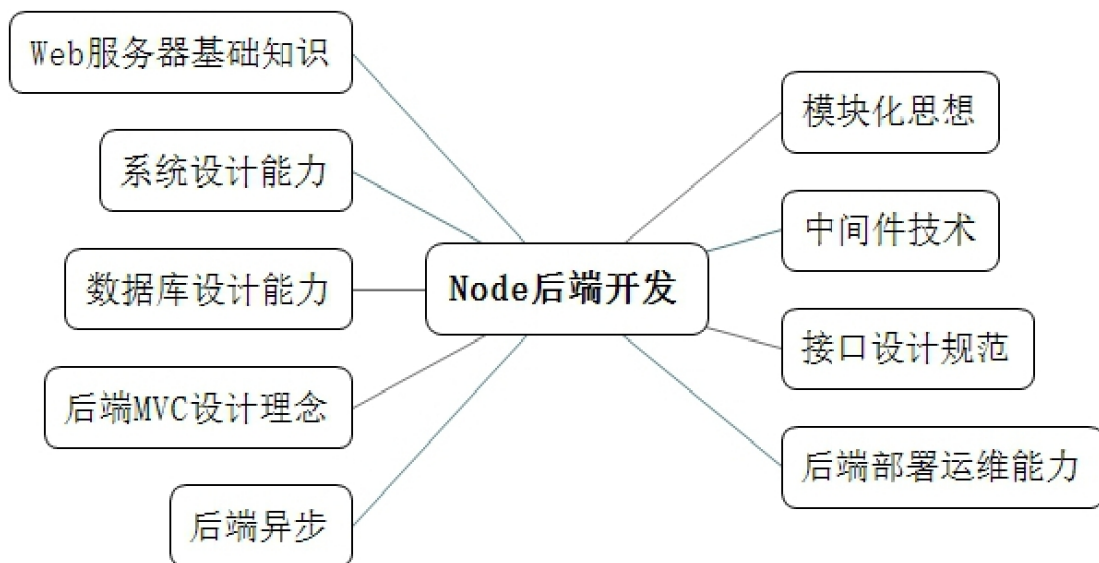 Web服务器基础知识
系统设计能力
数据库设计能力
后端MVC设计理念
后端异步
Node后端开发
模块化思想
中间件技术
接口设计规范
后端部署运维能力